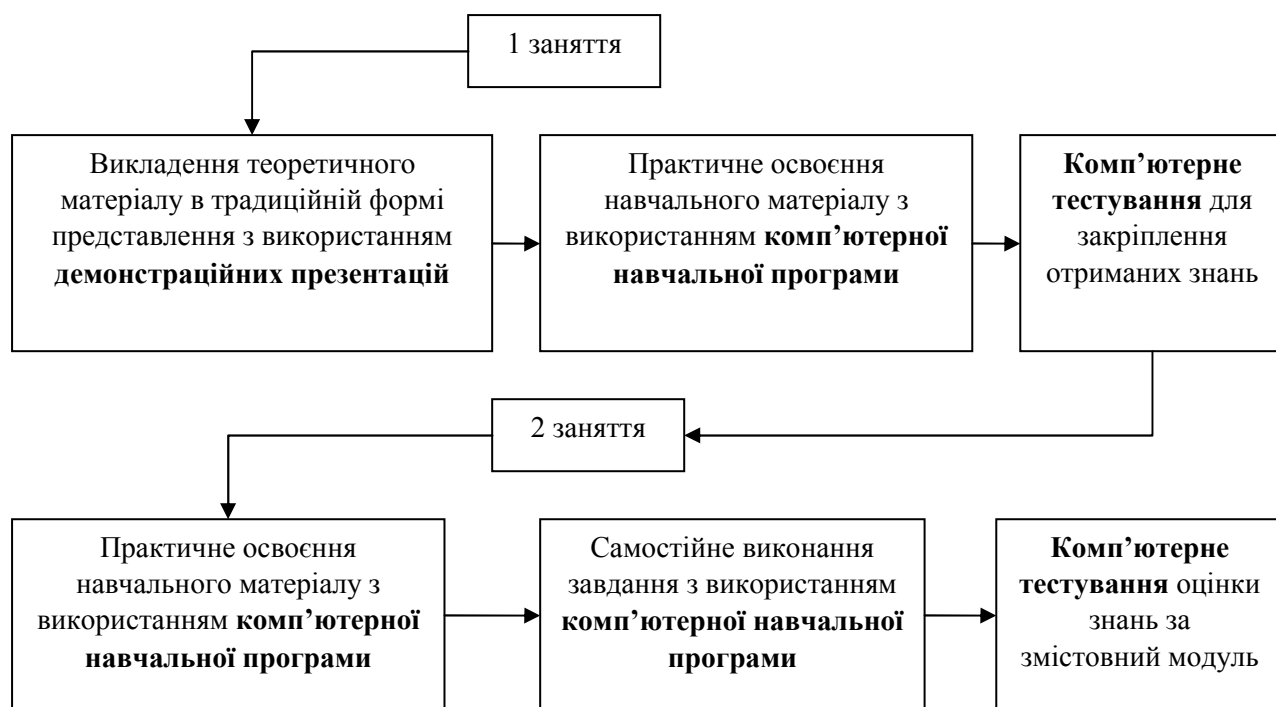 1 заняття
Викладення теоретичного
матеріалу в традиційній формі
представлення з використанням
демонстраційних презентацій
Практичне освоєння
навчального матеріалу з
використанням комп’ютерної
навчальної програми
Комп’ютерне
тестування для
закріплення
отриманих знань
2 заняття
Практичне освоєння
навчального матеріалу з
використанням комп’ютерної
навчальної програми
Самостійне виконання
завдання з використанням
комп’ютерної навчальної
програми
Комп’ютерне
тестування оцінки
знань за
змістовний модуль